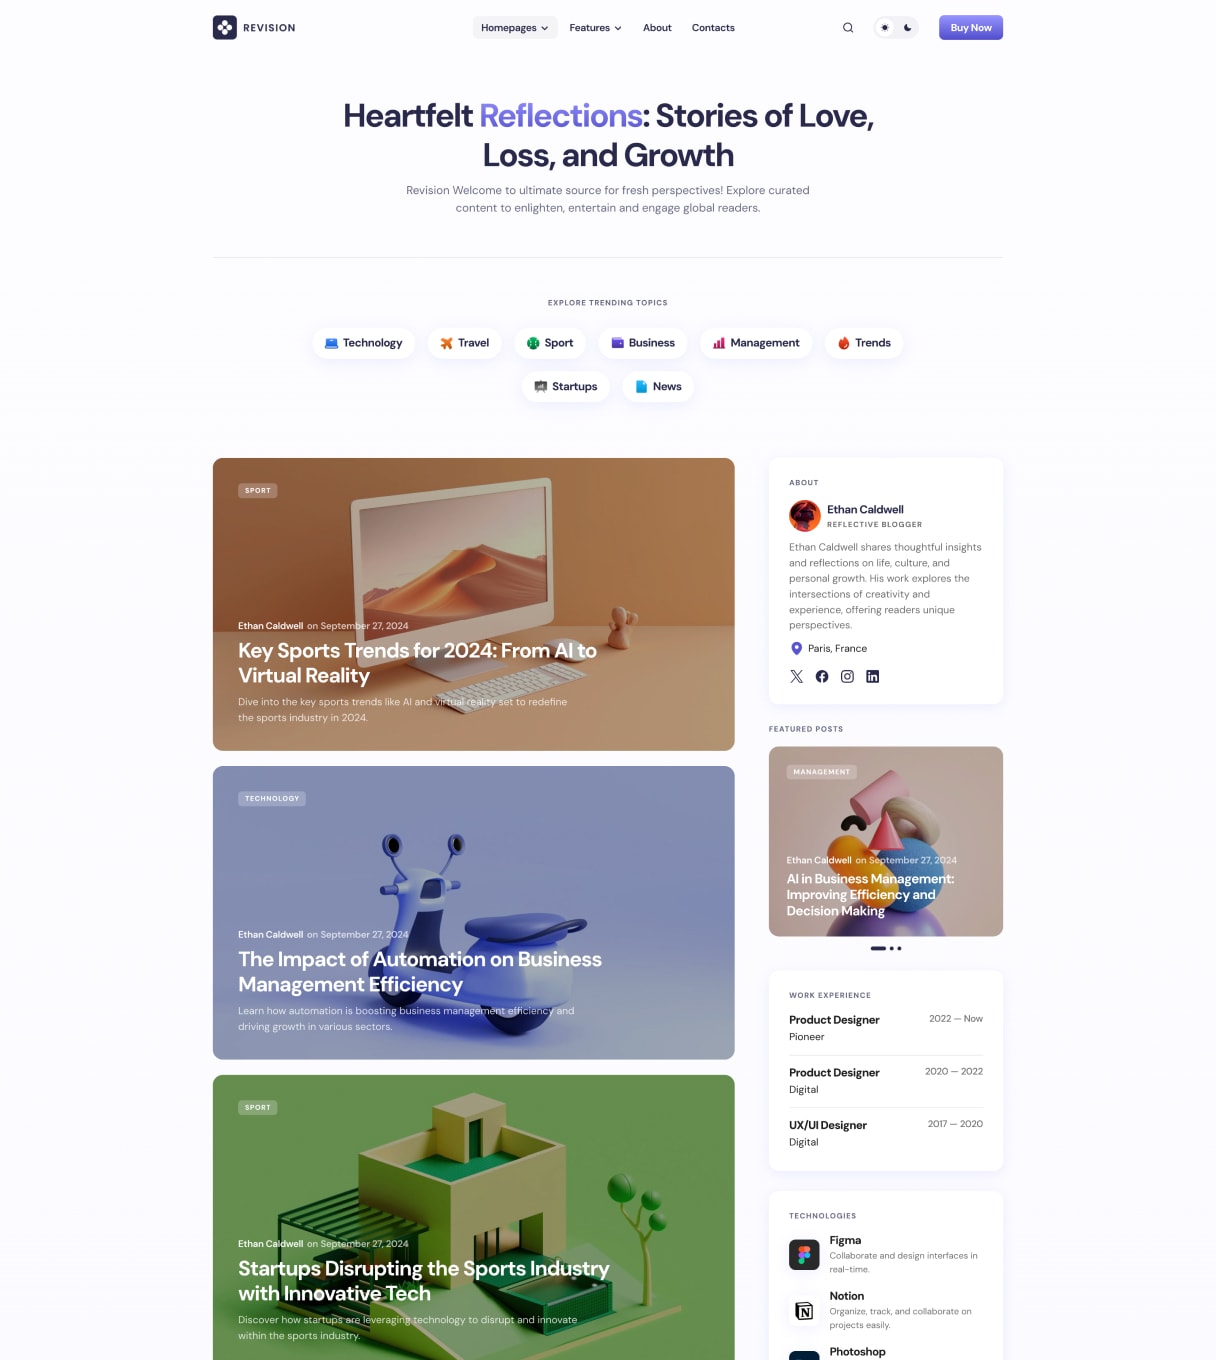 REVISION
Homepages
Features
About
Contacts
Buy Now
Heartfelt Reflections: Stories of Love,
Loss, and Growth
Revision Welcome to ultimate source for fresh perspectives! Explore curated
content to enlighten, entertain and engage global readers.
EXPLORE TRENDING TOPICS
Technology
Travel
Sport
Business
Management
Trends
Startups
News
SPORT
Ethan Caldwell on September 27, 2024
Key Sports Trends for 2024: From AI to
Virtual Reality
Dive into the key sports trends like AI and virtual reality set to redefine
the sports industry in 2024.
TECHNOLOGY
Ethan Caldwell on September 27, 2024
The Impact of Automation on Business
Management Efficiency
Learn how automation is boosting business management efficiency and
driving growth in various sectors.
SPORT
Ethan Caldwell on September 27, 2024
Startups Disrupting the Sports Industry
with Innovative Tech
Discover how startups are leveraging technology to disrupt and innovate
within the sports industry.
ABOUT
Ethan Caldwell
REFLECTIVE BLOGGER
Ethan Caldwell shares thoughtful insights
and reflections on life, culture, and
personal growth. His work explores the
intersections of creativity and
experience, offering readers unique
perspectives.
Paris, France
FEATURED POSTS
MANAGEMENT
Ethan Caldwell on September 27, 2024
AI in Business Management:
Improving Efficiency and
Decision Making
WORK EXPERIENCE
Product Designer
2022 — Now
Pioneer
Product Designer
2020 — 2022
Digital
UX/UI Designer
2017 — 2020
Digital
TECHNOLOGIES
Figma
Collaborate and design interfaces in
real-time.
Notion
Organize, track, and collaborate on
projects easily.
Photoshop